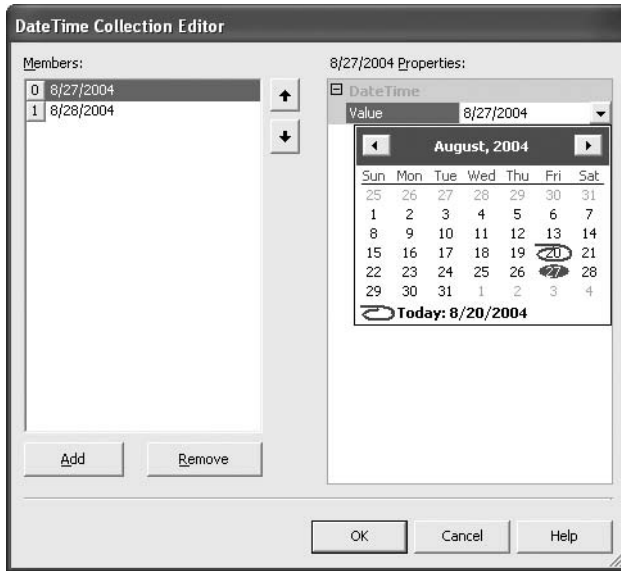 DateTime Collection Editor
Members:
0 8/27/2004
1 8/28/2004
Add
Remove
8/27/2004 Properties:
DateTime
Value 8/27/2004
August, 2004
Sun Mon Tue Wed Thu Fri Sat
25 26 27 28 29 30 31
1 2 3 4 5 6 7
8 9 10 11 12 13 14
15 16 17 18 19 20 21
22 23 24 25 26 27 28
29 30 31 1 2 3 4
Today: 8/20/2004
OK
Cancel
Help